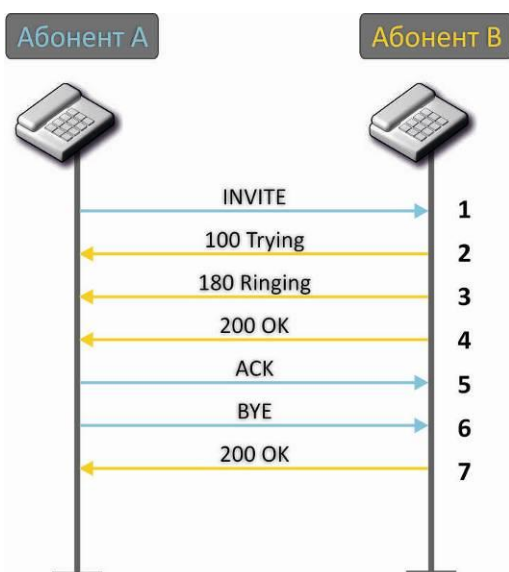 Абонент A
Абонент B
INVITE
1
100 Trying
2
180 Ringing
3
200 OK
4
ACK
5
BYE
6
200 OK
7